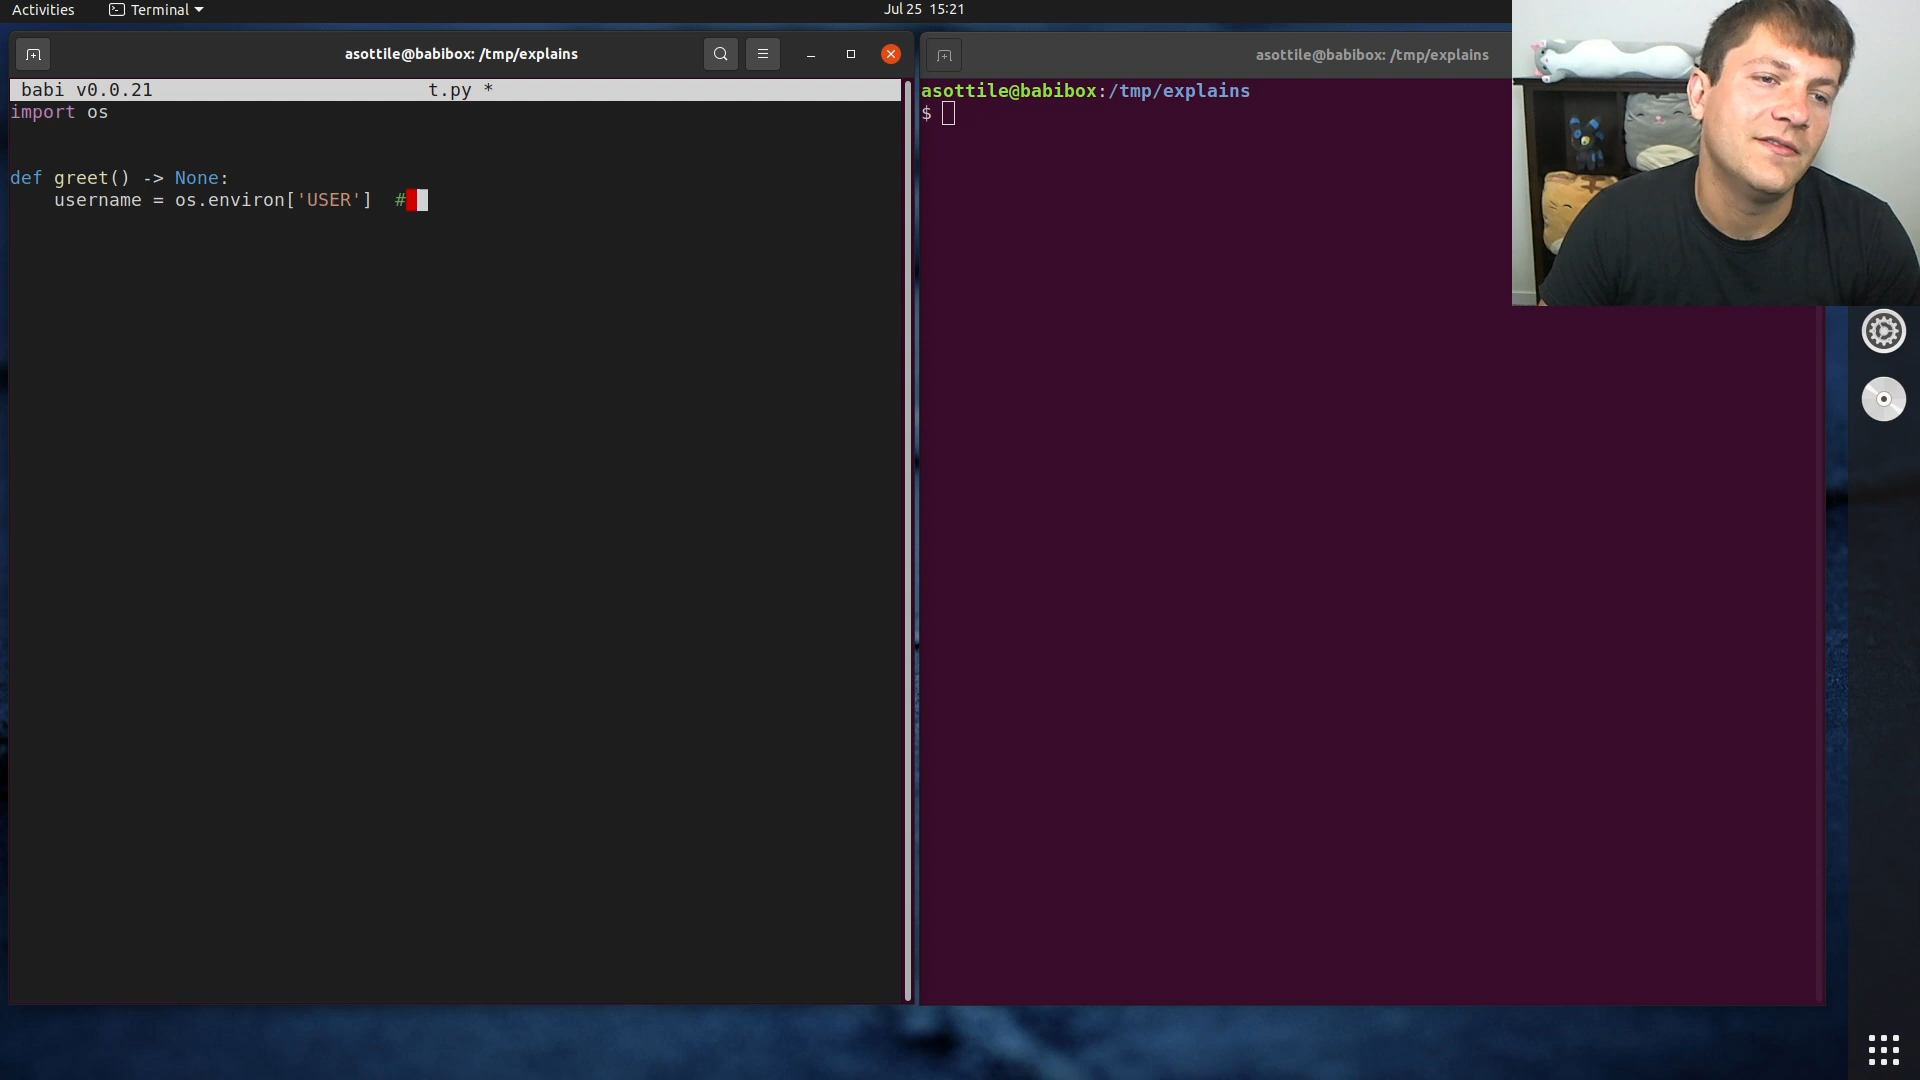 Activities Terminal Jul 25 15:21
asottile@babibox: /tmp/explains
babi v0.0.21 t.py *
import os
def greet() -> None:
    username = os.environ['USER']  #
asottile@babibox: /tmp/explains
asottile@babibox:/tmp/explains
$